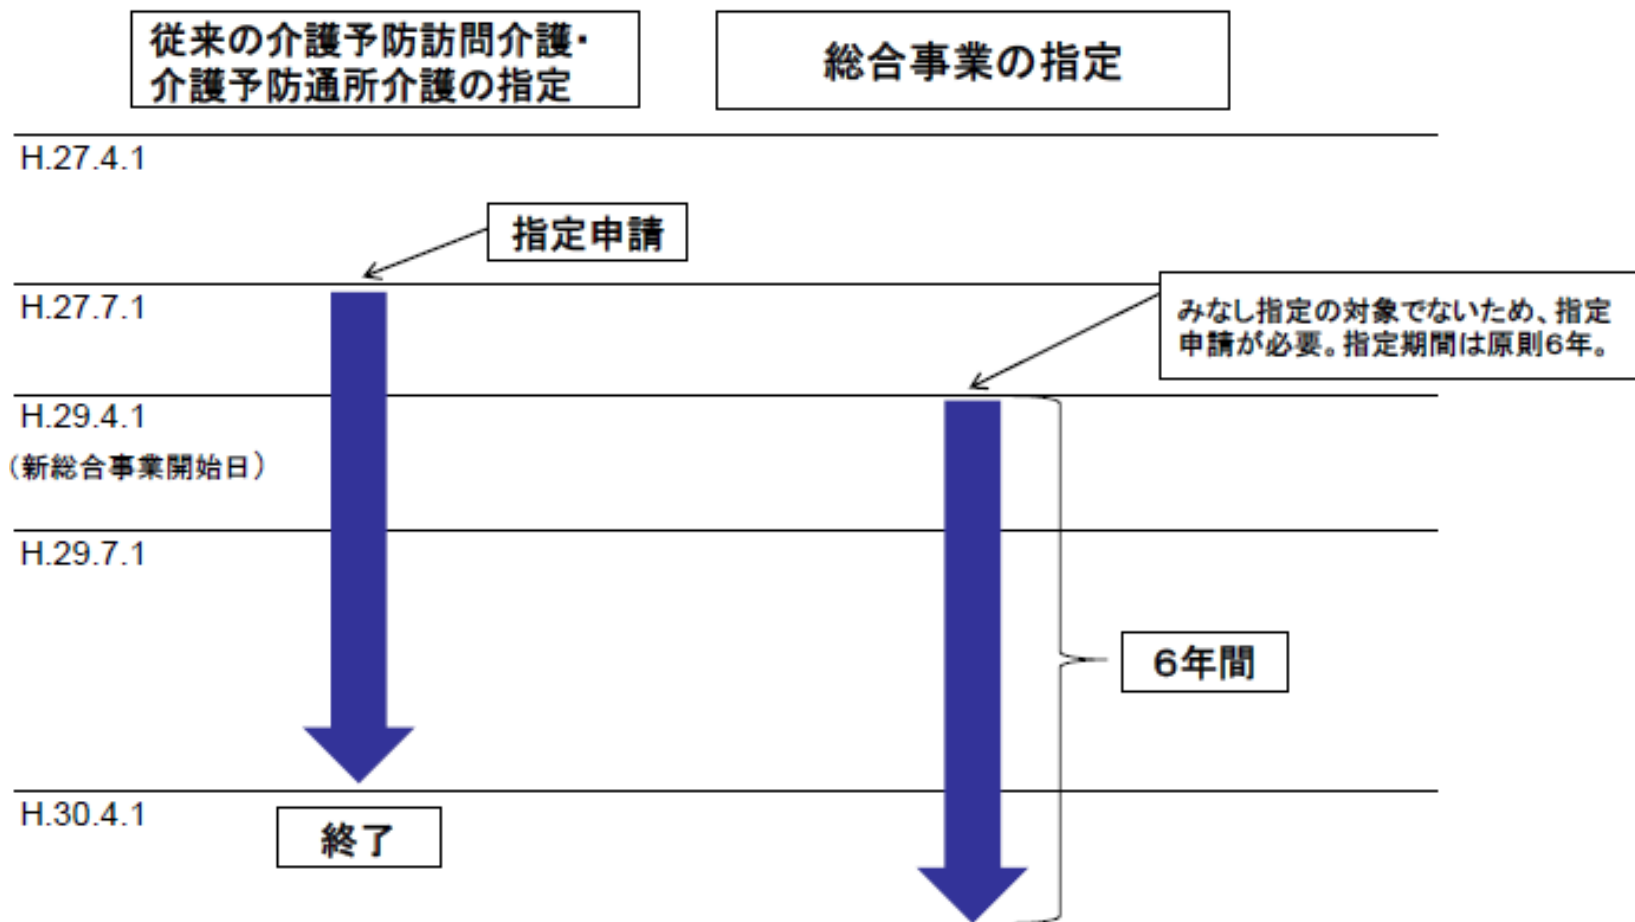 従来の介護予防訪問介護・
介護予防通所介護の指定
総合事業の指定
H.27.4.1
指定申請
H.27.7.1
みなし指定の対象でないため、指定
申請が必要。指定期間は原則6年。
H.29.4.1
（新総合事業開始日）
H.29.7.1
6年間
H.30.4.1
終了